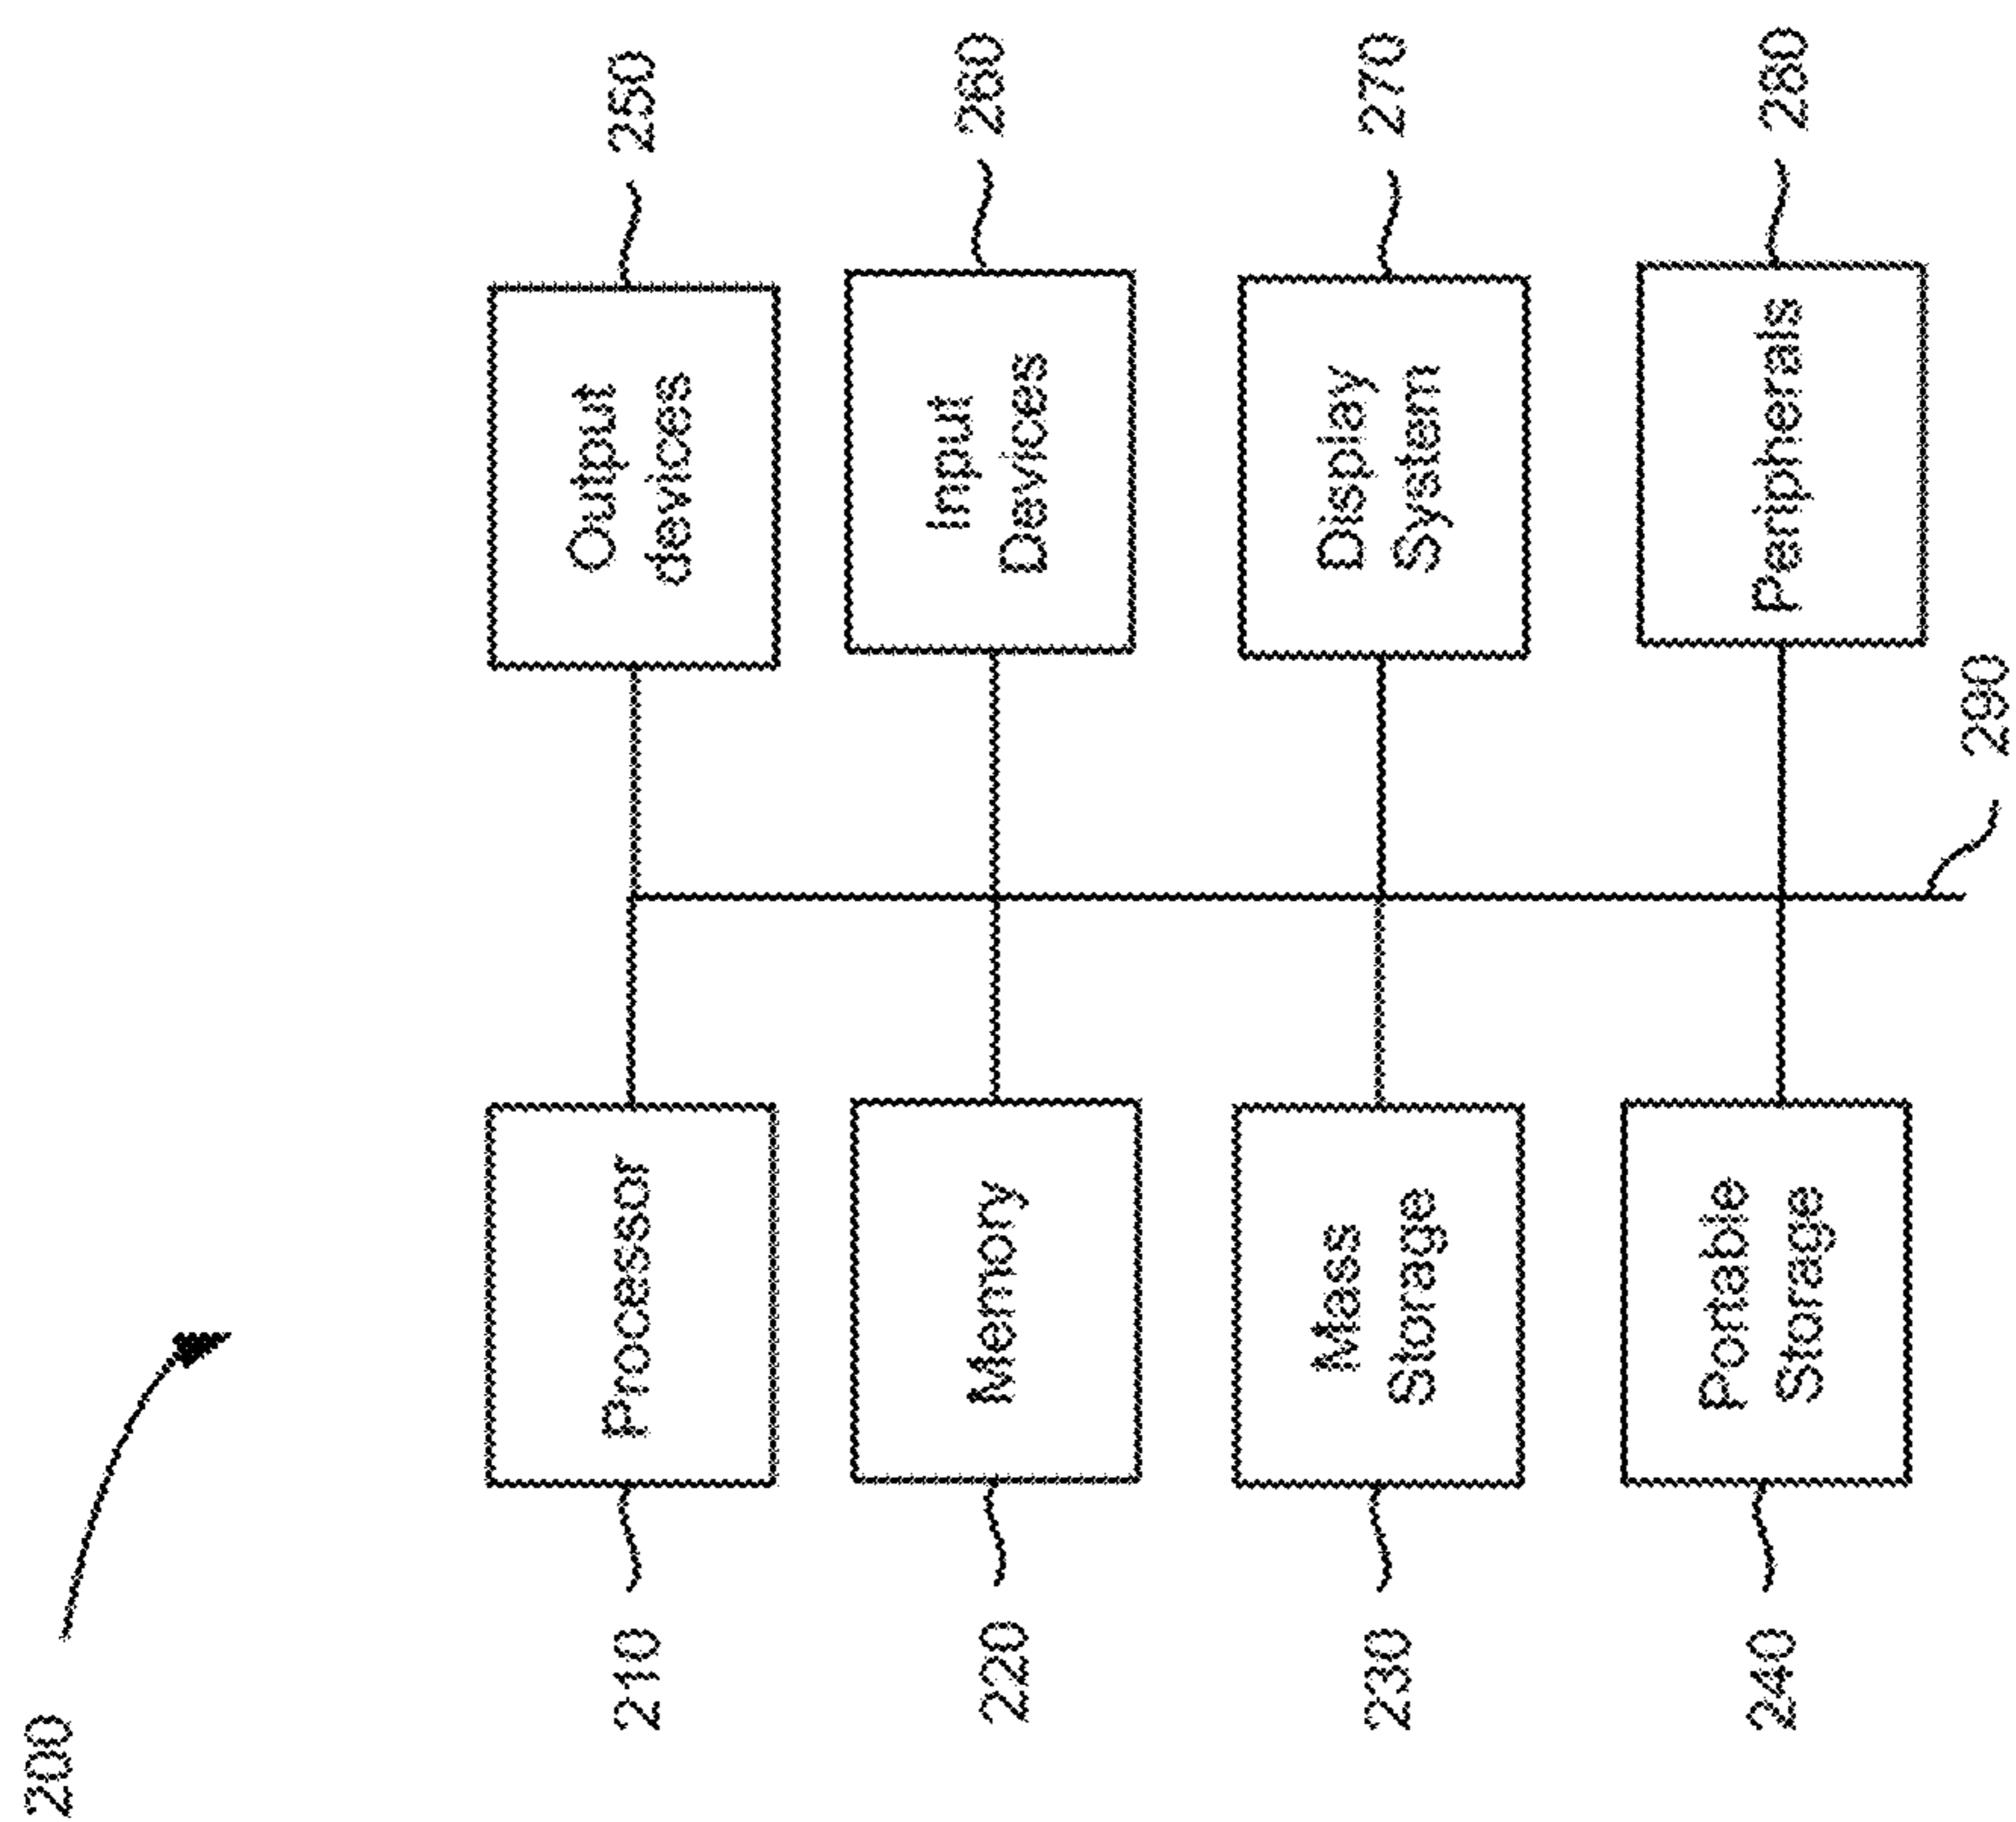 200
210
Processor
Output
devices
250
220
Memory
Input
Devices
260
230
Mass
Storage
Display
System
270
240
Portable
Storage
Peripherals
280
290